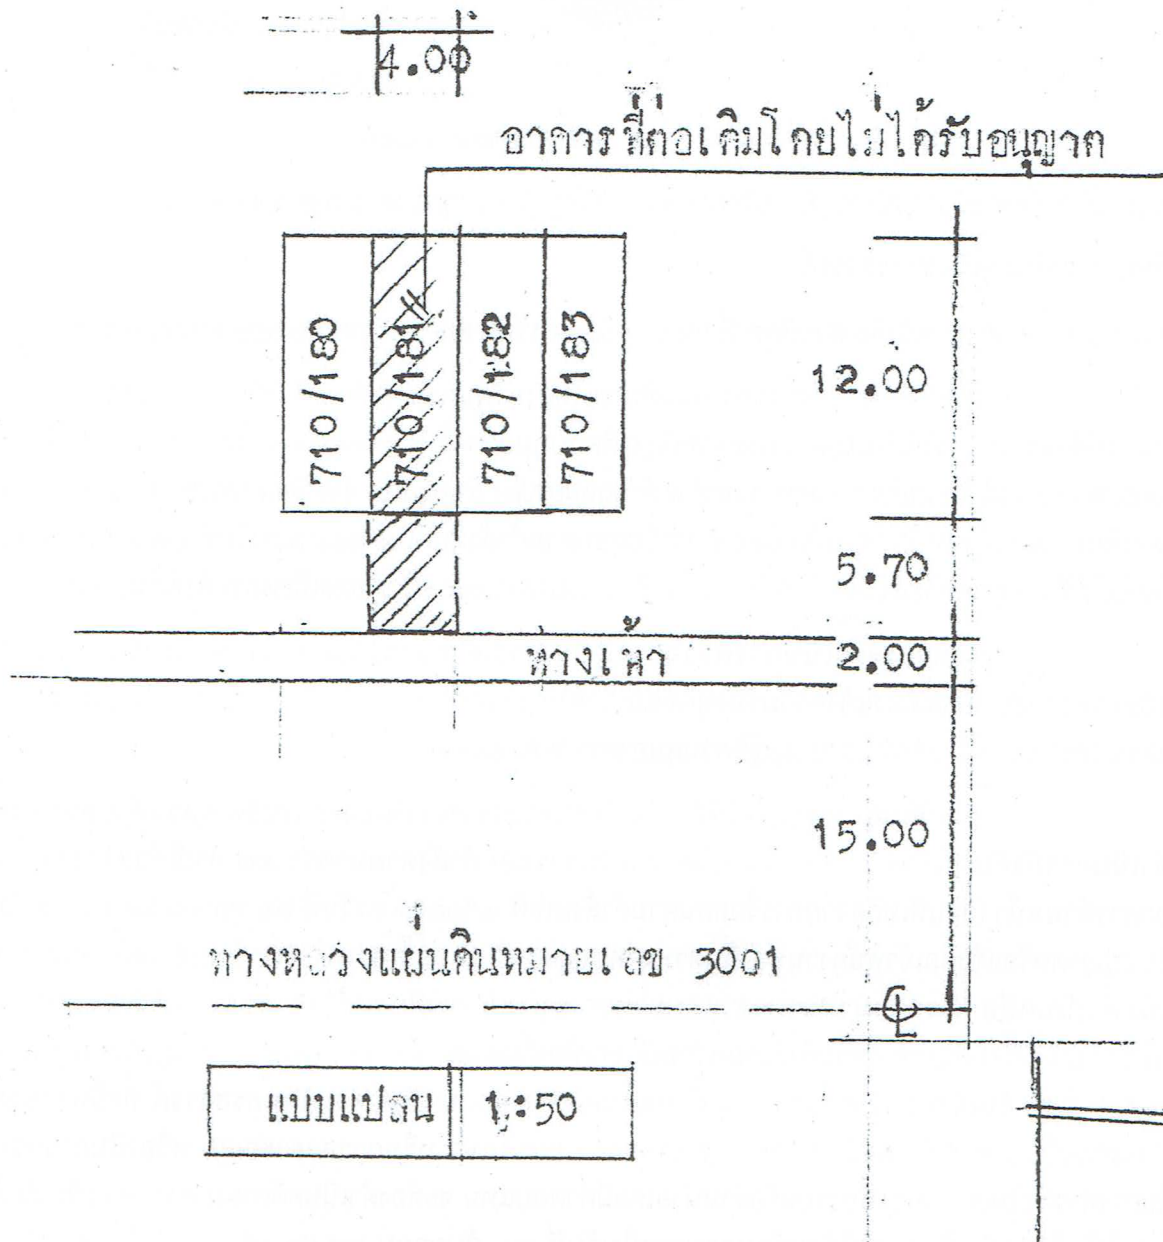 4.00
อาคารที่ต่อเติมโดยไม่ได้รับอนุญาต
710/180
710/181
710/182
710/183
12.00
5.70
ทางเท้า
2.00
15.00
ทางหลวงแผ่นดินหมายเลข 3001
CL
แบบแปลน 1:50